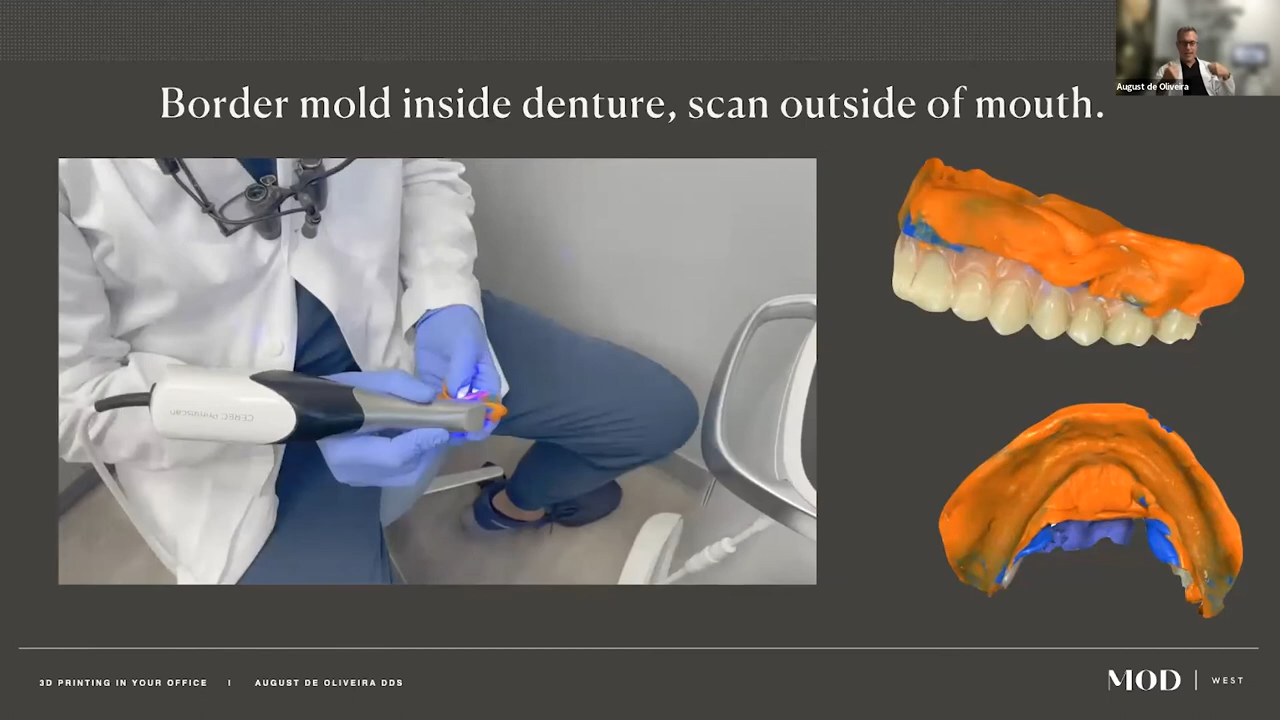 Border mold inside denture, scan outside of mouth.
August de Oliveira
CEREC Primescan
3D PRINTING IN YOUR OFFICE | AUGUST DE OLIVEIRA DDS
MOD | WEST